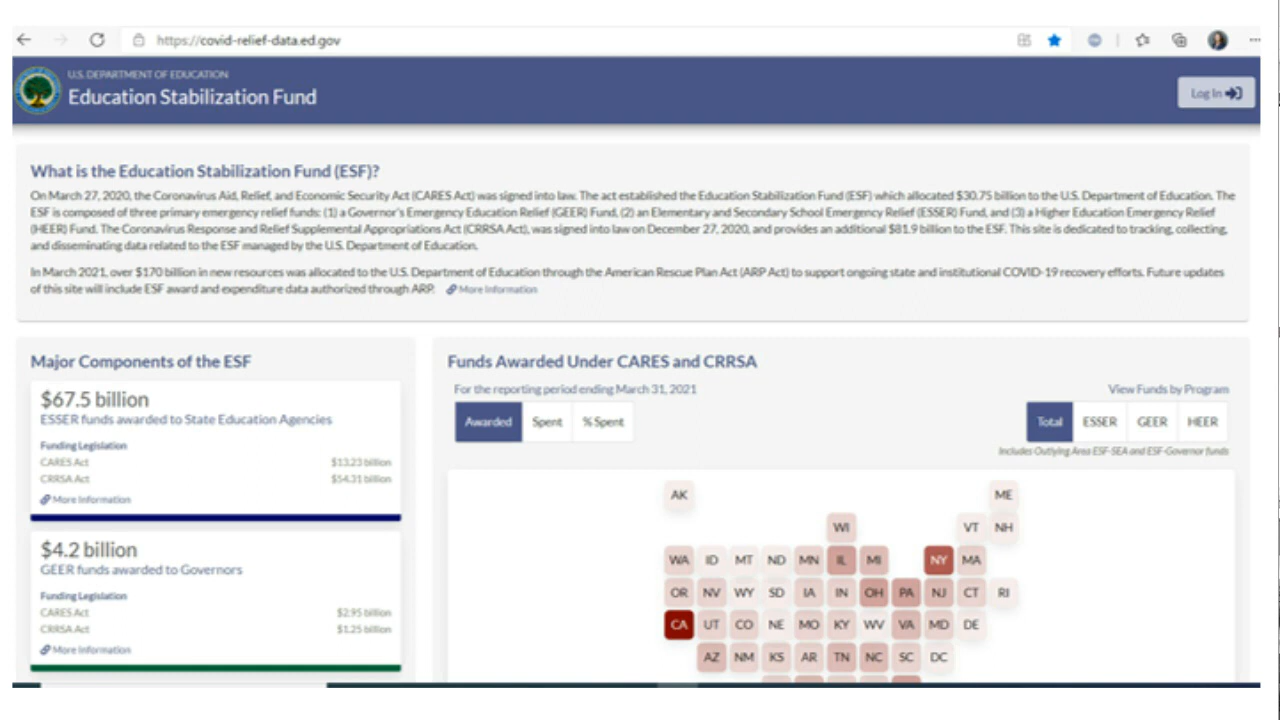 https://covid-relief-data.ed.gov
U.S. DEPARTMENT OF EDUCATION
Education Stabilization Fund
Log In
What is the Education Stabilization Fund (ESF)?
On March 27, 2020, the Coronavirus Aid, Relief, and Economic Security Act (CARES Act) was signed into law. The act established the Education Stabilization Fund (ESF) which allocated $30.75 billion to the U.S. Department of Education. The
ESF is composed of three primary emergency relief funds: (1) a Governor's Emergency Education Relief (GEER) Fund, (2) an Elementary and Secondary School Emergency Relief (ESSER) Fund, and (3) a Higher Education Emergency Relief
(HEER) Fund. The Coronavirus Response and Relief Supplemental Appropriations Act (CRRSA Act), was signed into law on December 27, 2020, and provides an additional $81.9 billion to the ESF. This site is dedicated to tracking, collecting,
and disseminating data related to the ESF managed by the U.S. Department of Education.
In March 2021, over $170 billion in new resources was allocated to the U.S. Department of Education through the American Rescue Plan Act (ARP Act) to support ongoing state and institutional COVID-19 recovery efforts. Future updates
of this site will include ESF award and expenditure data authorized through ARP. More Information
Major Components of the ESF
$67.5 billion
ESSER funds awarded to State Education Agencies
Funding Legislation
CARES Act $13.23 billion
CRRSA Act $54.31 billion
More Information
$4.2 billion
GEER funds awarded to Governors
Funding Legislation
CARES Act $2.95 billion
CRRSA Act $1.25 billion
More Information
Funds Awarded Under CARES and CRRSA
For the reporting period ending March 31, 2021 View Funds by Program
Awarded Spent % Spent Total ESSER GEER HEER
Includes Outlying Area ESF-SEA and ESF-Governor funds
AK ME
WI VT NH
WA ID MT ND MN IL MI NY MA
OR NV WY SD IA IN OH PA NJ CT RI
CA UT CO NE MO KY WV VA MD DE
AZ NM KS AR TN NC SC DC